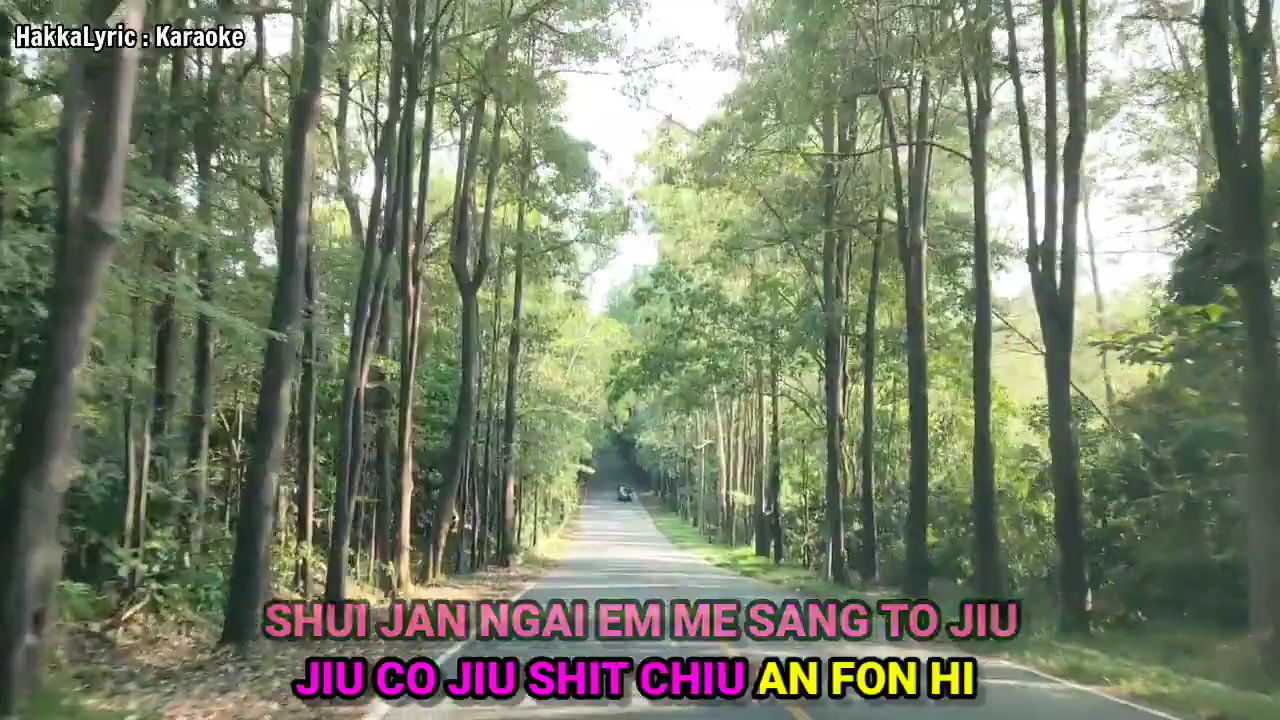 HakkaLyric : Karaoke
SHUI JAN NGAI EM ME SANG TO JIU
JIU CO JIU SHIT CHIU AN FON HI